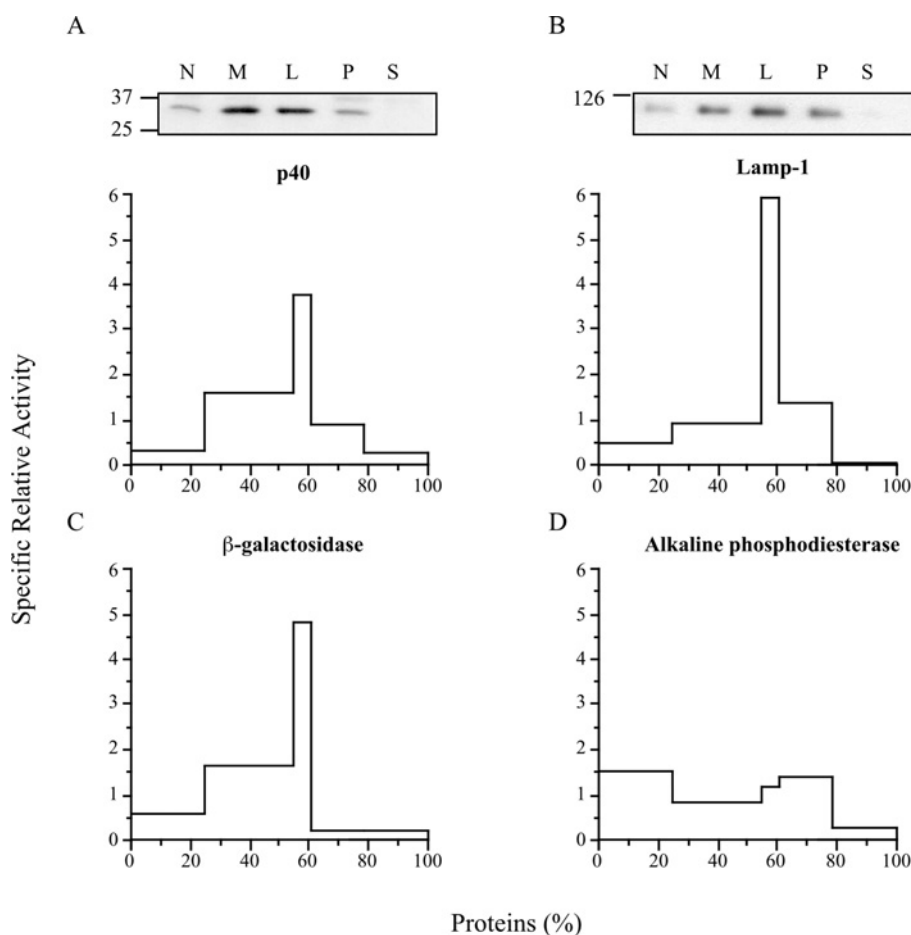 A
B
N M L P S
N M L P S
37
25
126
p40
Lamp-1
6
5
4
3
2
1
0
0 20 40 60 80 100
6
5
4
3
2
1
0
0 20 40 60 80 100
Specific Relative Activity
C
D
β-galactosidase
Alkaline phosphodiesterase
6
5
4
3
2
1
0
0 20 40 60 80 100
6
5
4
3
2
1
0
0 20 40 60 80 100
Proteins (%)